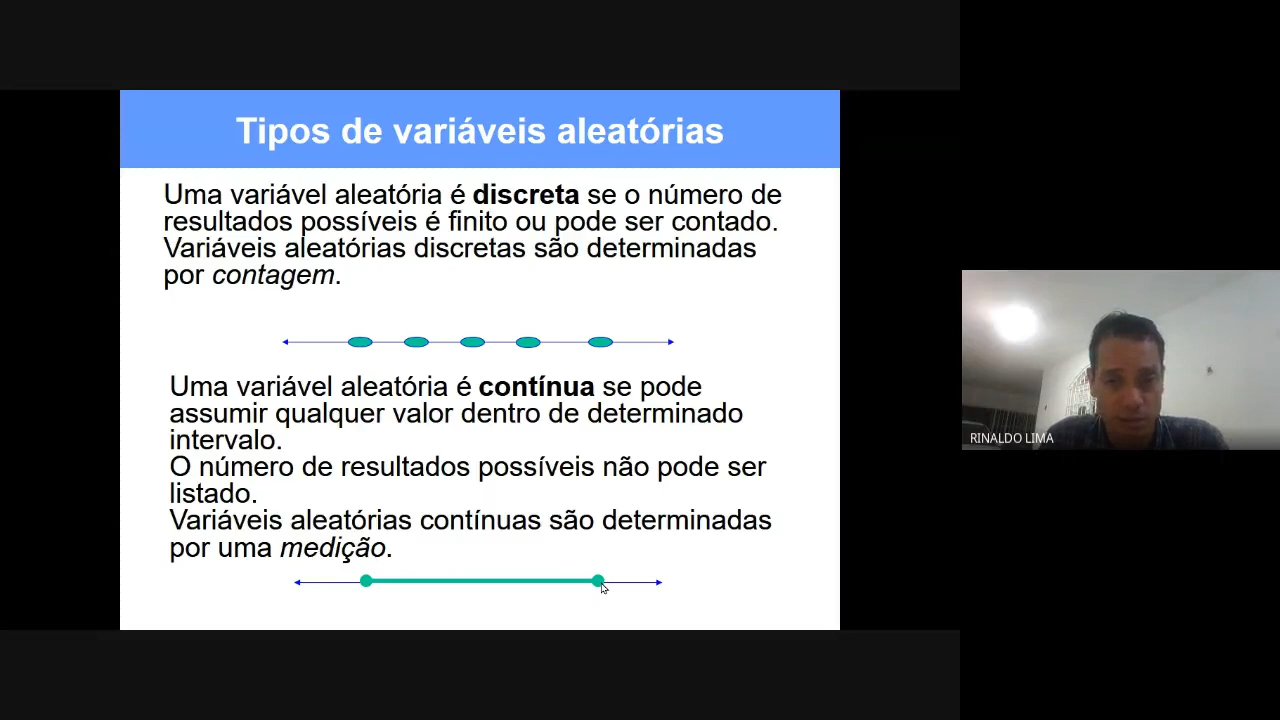 Tipos de variáveis aleatórias
Uma variável aleatória é discreta se o número de
resultados possíveis é finito ou pode ser contado.
Variáveis aleatórias discretas são determinadas
por contagem.
Uma variável aleatória é contínua se pode
assumir qualquer valor dentro de determinado
intervalo.
O número de resultados possíveis não pode ser
listado.
Variáveis aleatórias contínuas são determinadas
por uma medição.
RINALDO LIMA